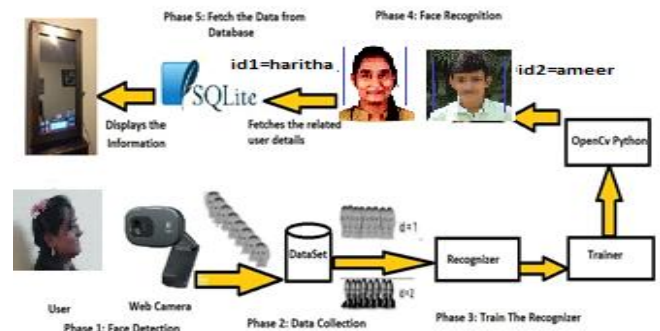 Phase 5: Fetch the Data from
Database
Phase 4: Face Recognition
id1=haritha
id2=ameer
SQLite
Displays the
Information
Fetches the related
user details
OpenCv Python
DataSet
d=1
d=2
Recognizer
Trainer
User
Web Camera
Phase 1: Face Detection
Phase 2: Data Collection
Phase 3: Train The Recognizer